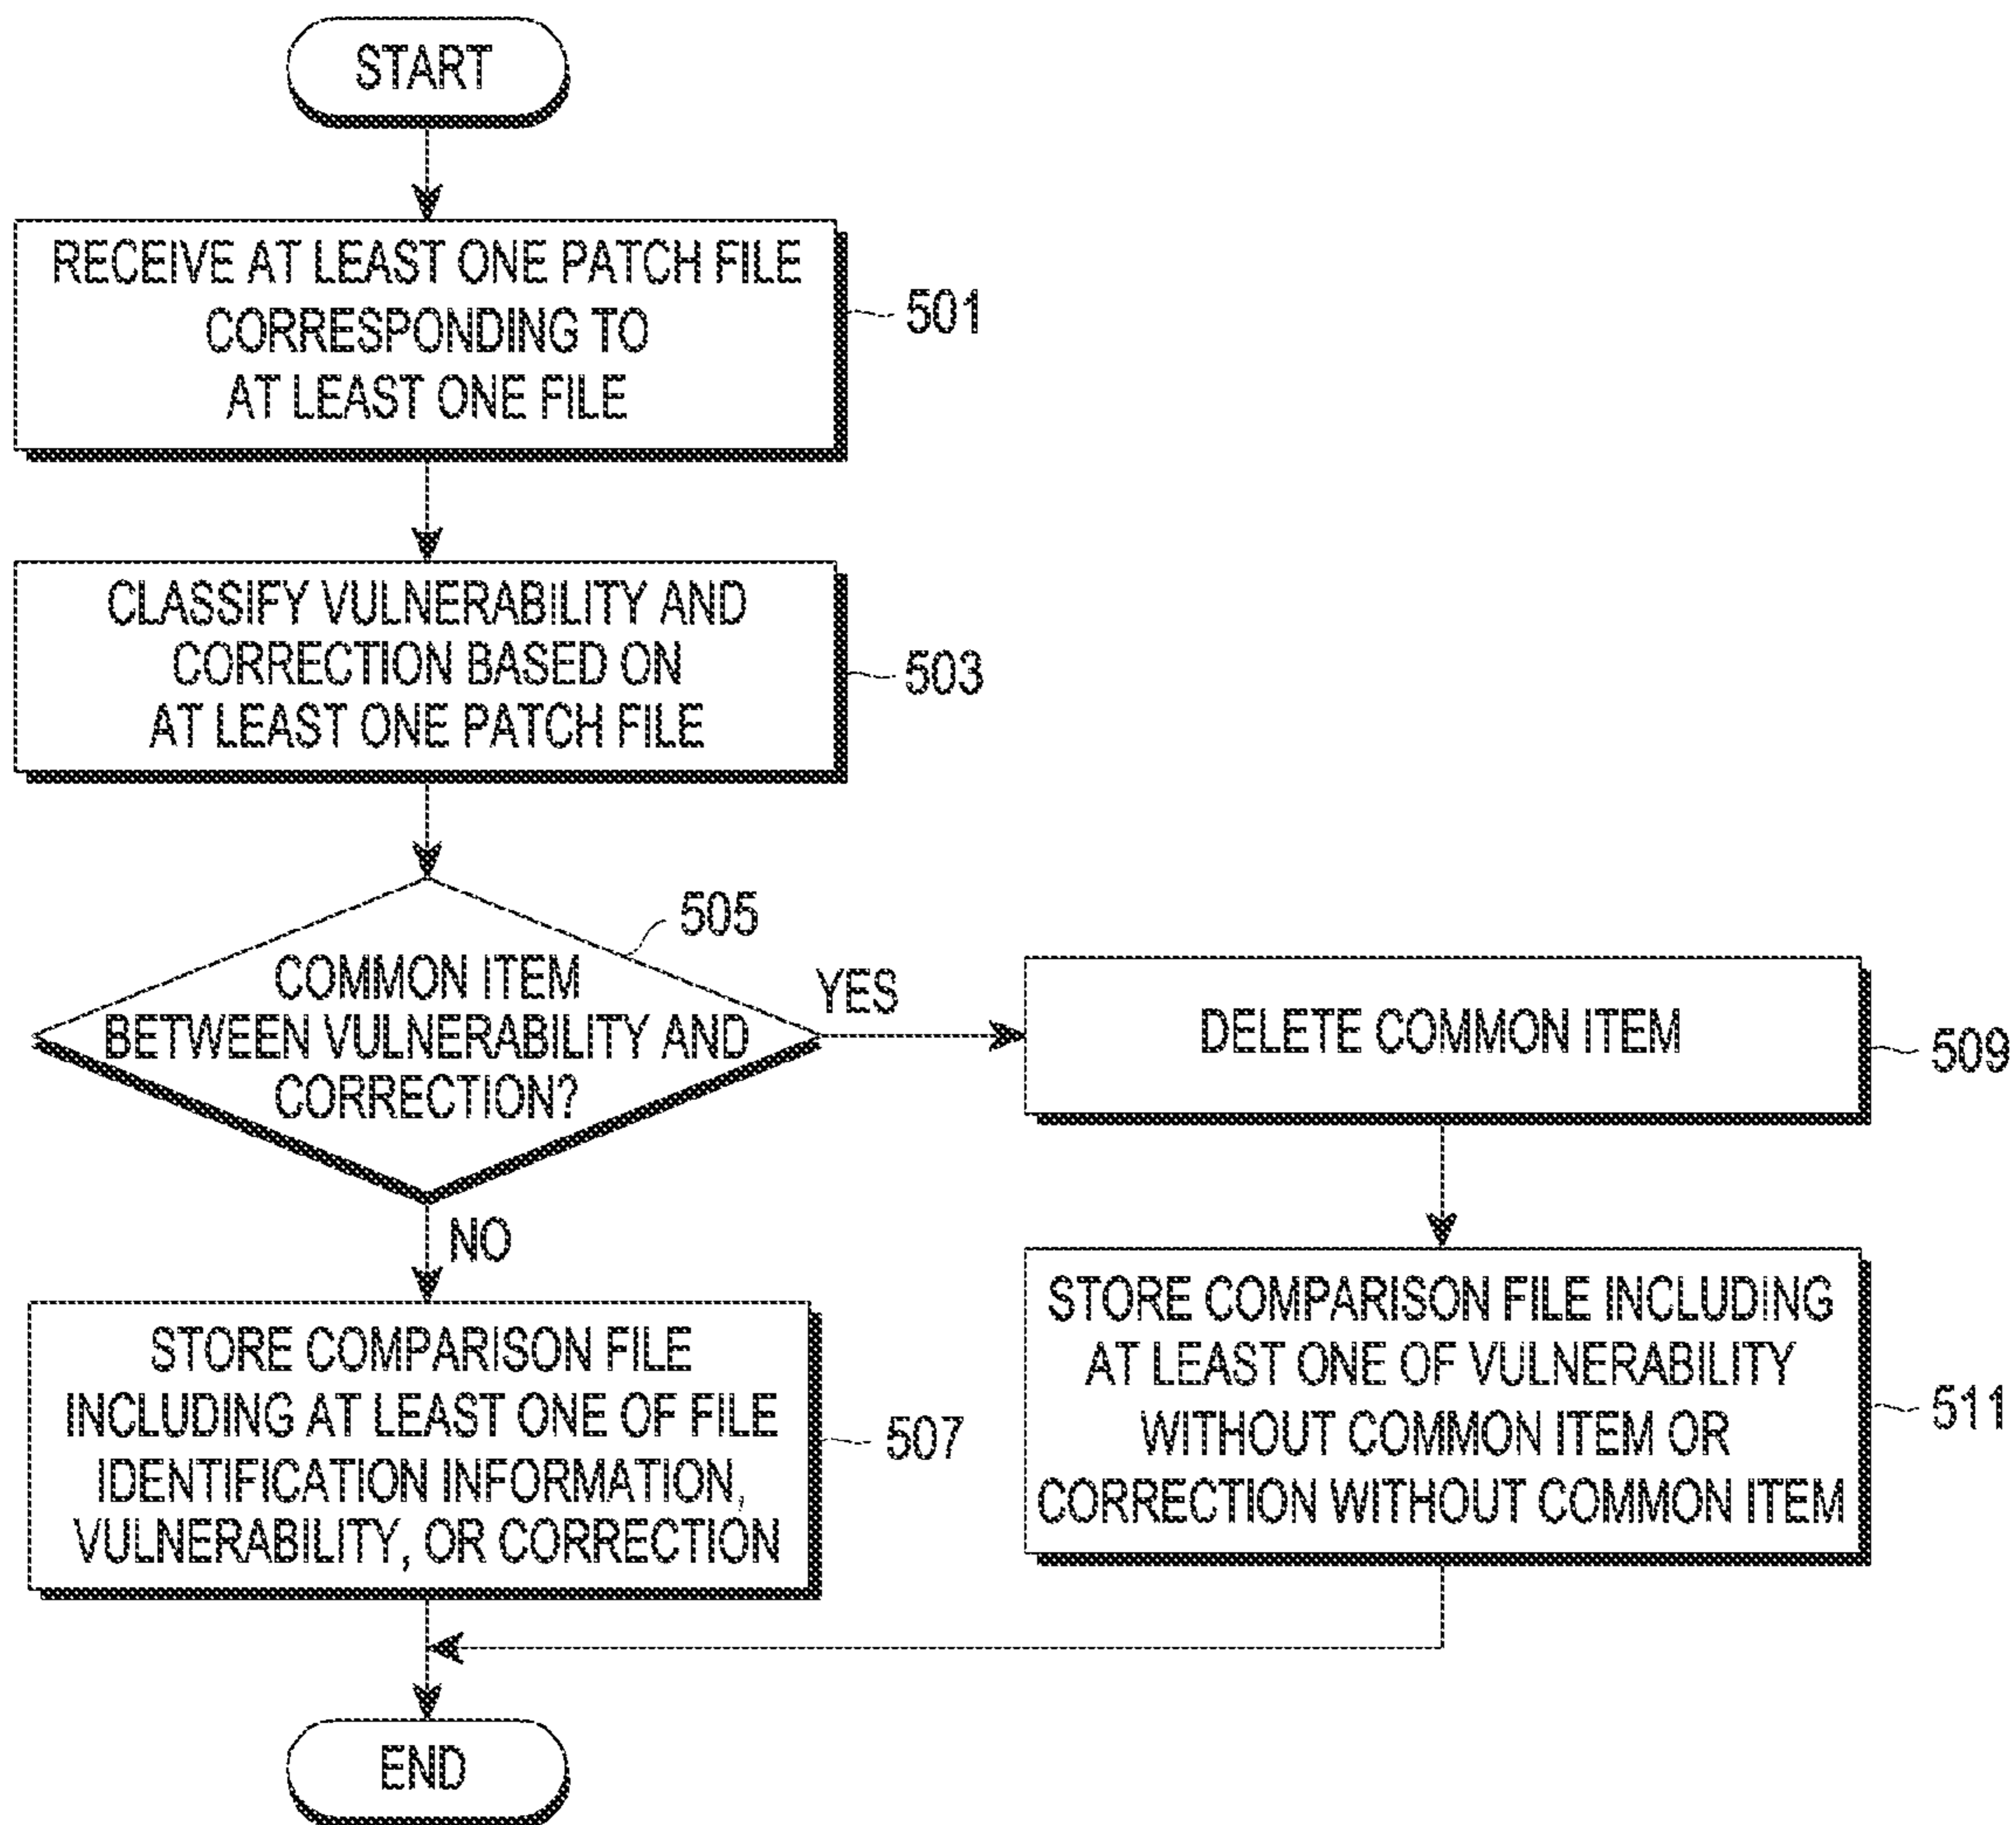 START
RECEIVE AT LEAST ONE PATCH FILE
CORRESPONDING TO
AT LEAST ONE FILE
501
CLASSIFY VULNERABILITY AND
CORRECTION BASED ON
AT LEAST ONE PATCH FILE
503
505
COMMON ITEM
BETWEEN VULNERABILITY AND
CORRECTION?
YES
DELETE COMMON ITEM
509
NO
STORE COMPARISON FILE
INCLUDING AT LEAST ONE OF FILE
IDENTIFICATION INFORMATION,
VULNERABILITY, OR CORRECTION
507
STORE COMPARISON FILE INCLUDING
AT LEAST ONE OF VULNERABILITY
WITHOUT COMMON ITEM OR
CORRECTION WITHOUT COMMON ITEM
511
END